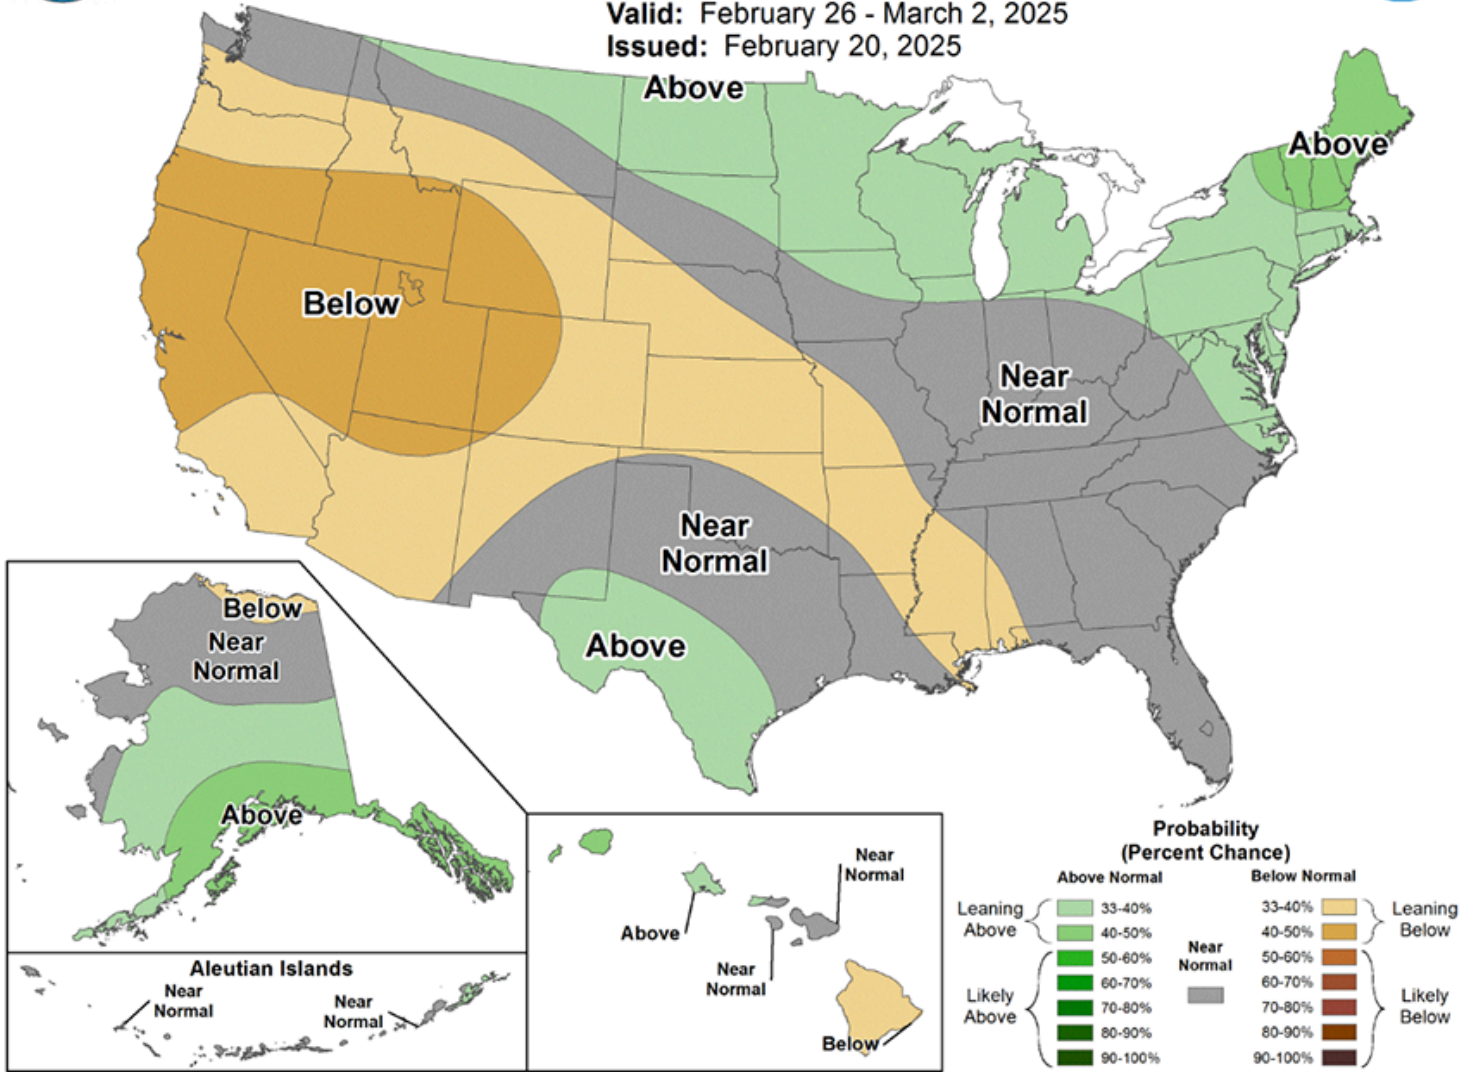 Valid: February 26 - March 2, 2025
Issued: February 20, 2025
Above
Above
Below
Near
Normal
Near
Normal
Above
Below
Near
Normal
Above
Aleutian Islands
Near
Normal
Near
Normal
Near
Normal
Above
Near
Normal
Below
Probability
(Percent Chance)
Above Normal
Below Normal
Leaning
Above
33-40%
40-50%
Likely
Above
50-60%
60-70%
70-80%
80-90%
90-100%
Near
Normal
33-40%
40-50%
Leaning
Below
50-60%
60-70%
70-80%
80-90%
90-100%
Likely
Below